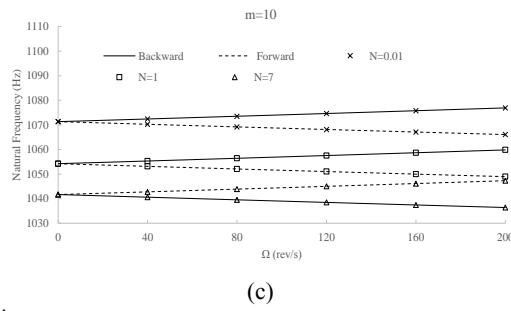 m=10
1110
1100
1090
1080
1070
1060
1050
1040
1030
Natural Frequency (Hz)
Backward
Forward
N=0.01
N=1
N=7
0
40
80
120
160
200
Ω (rev/s)
(c)